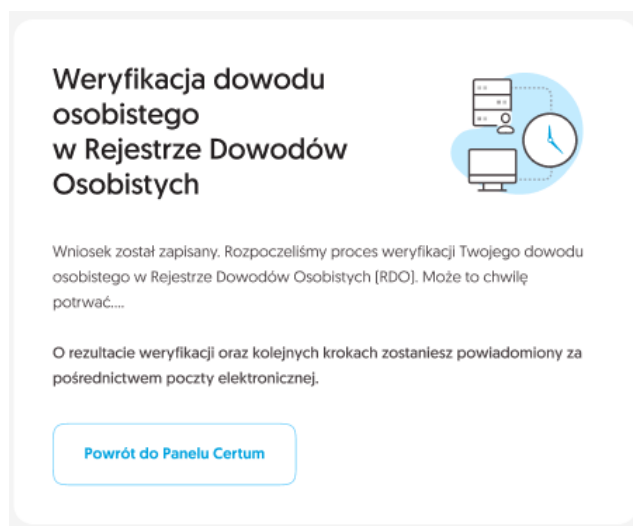 Weryfikacja dowodu
osobistego
w Rejestrze Dowodów
Osobistych
Wniosek został zapisany. Rozpoczeliśmy proces weryfikacji Twojego dowodu
osobistego w Rejestrze Dowodów Osobistych [RDO]. Może to chwilę
potrwać....
O rezultacie weryfikacji oraz kolejnych krokach zostaniesz powiadomiony za
pośrednictwem poczty elektronicznej.
Powrót do Panelu Certum